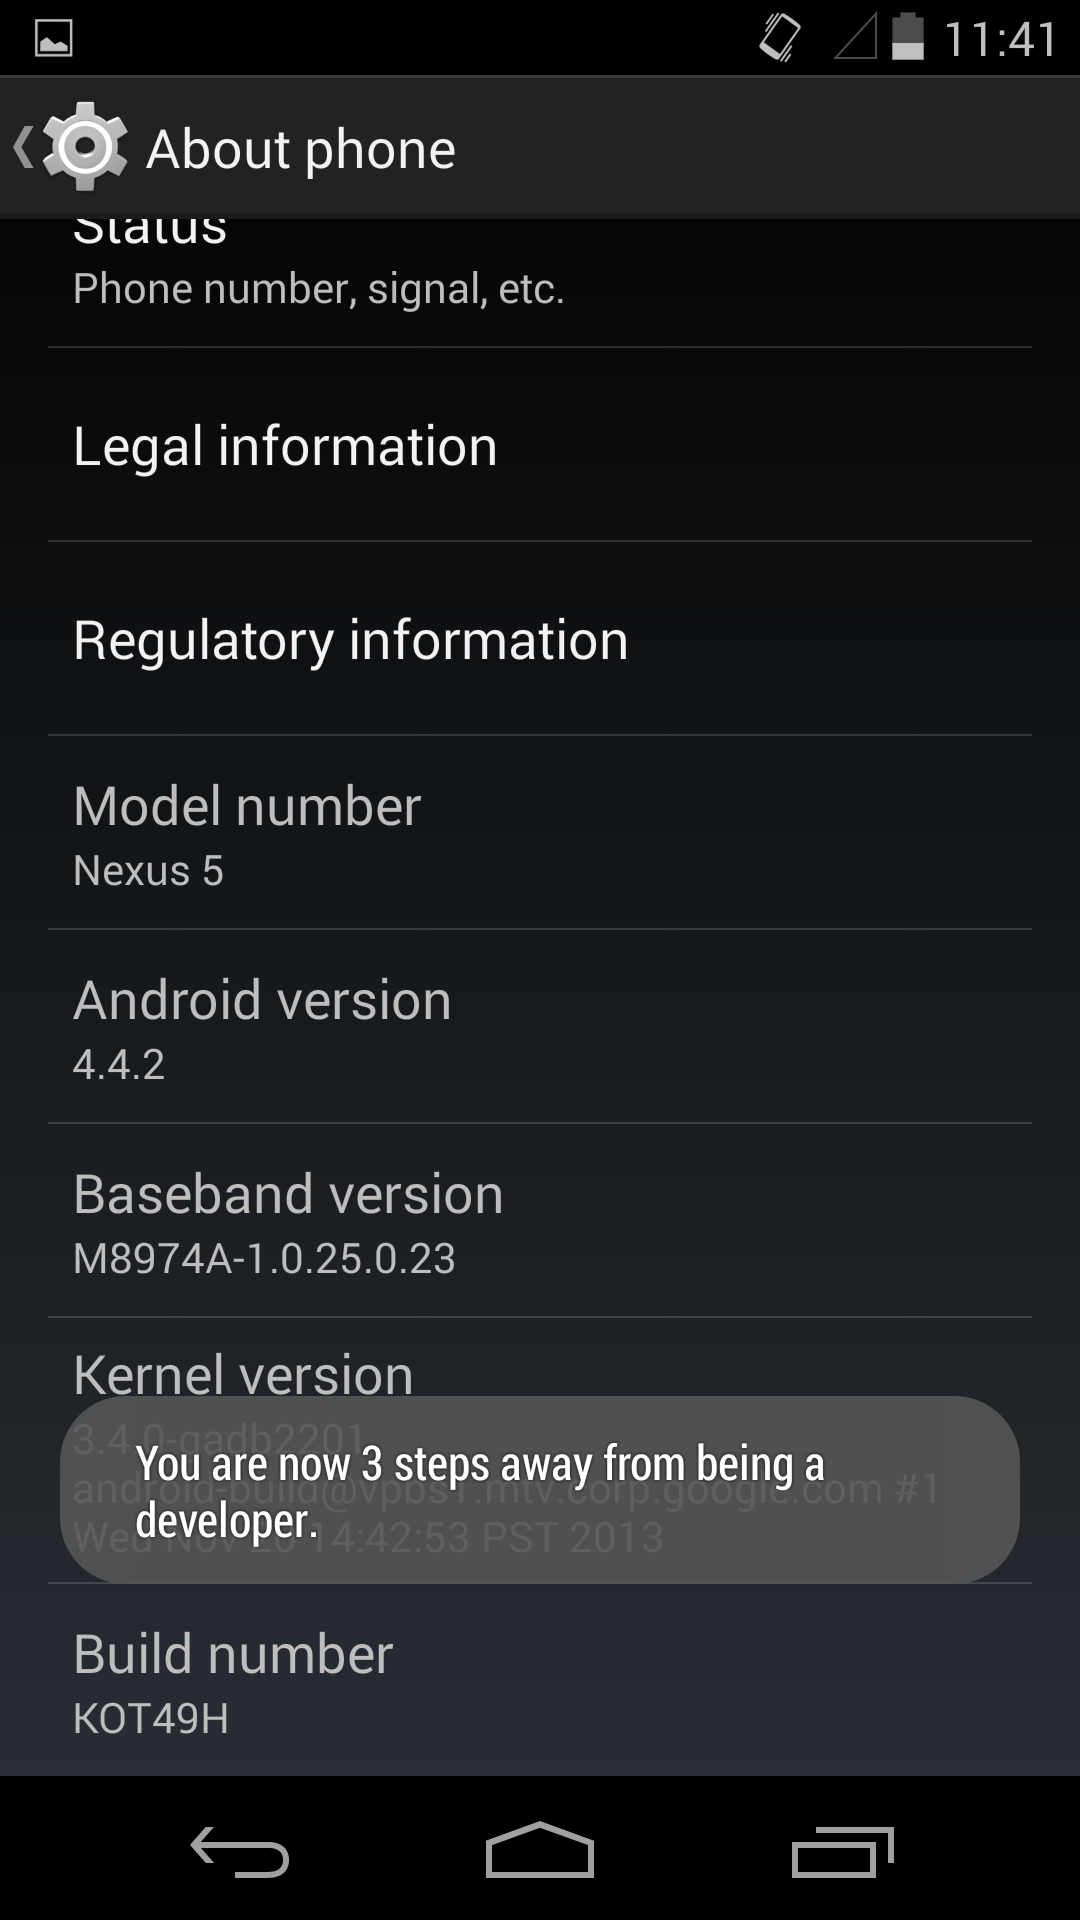 11:41
About phone
Status
Phone number, signal, etc.
Legal information
Regulatory information
Model number
Nexus 5
Android version
4.4.2
Baseband version
M8974A-1.0.25.0.23
Kernel version
3.4.0-gadb2201
android-build@vpbs1.mtv.corp.google.com #1
Wed Nov 20 14:42:53 PST 2013
You are now 3 steps away from being a
developer.
Build number
KOT49H